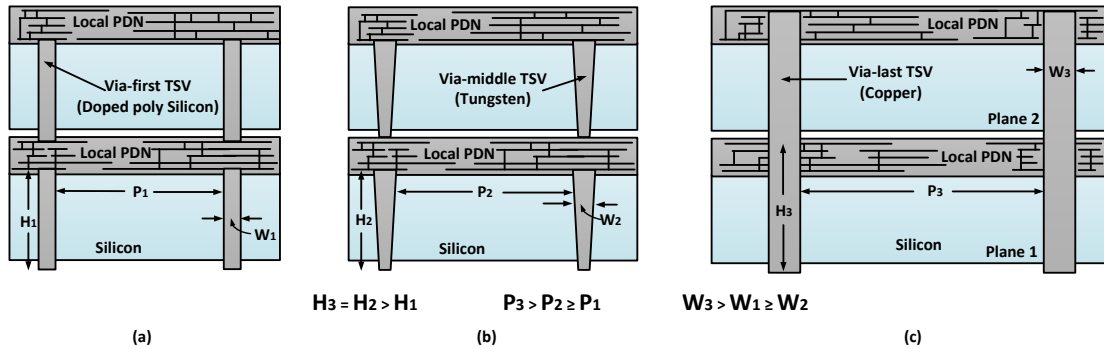 Local PDN
Via-first TSV
(Doped poly Silicon)
Local PDN
P1
H1
W1
Silicon
(a)
Local PDN
Via-middle TSV
(Tungsten)
Local PDN
P2
H2
W2
(b)
Local PDN
W3
Via-last TSV
(Copper)
Plane 2
Local PDN
P3
H3
Silicon
Plane 1
(c)
H3 = H2 > H1
P3 > P2 ≥ P1
W3 > W1 ≥ W2